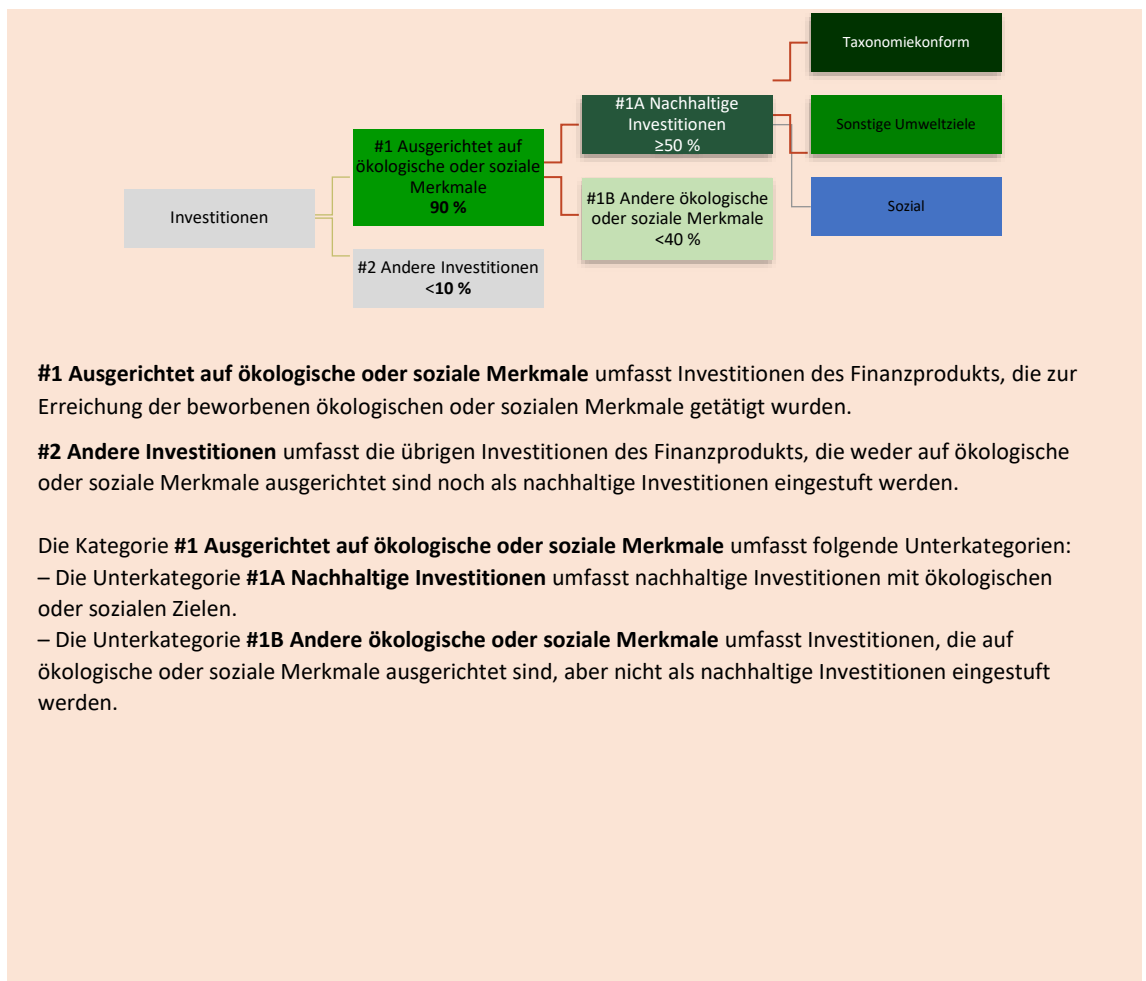 Taxonomiekonform
#1A Nachhaltige
Investitionen
≥50 %
Sonstige Umweltziele
#1 Ausgerichtet auf
ökologische oder soziale
Merkmale
90 %
#1B Andere ökologische
oder soziale Merkmale
<40 %
Sozial
Investitionen
#2 Andere Investitionen
<10 %
#1 Ausgerichtet auf ökologische oder soziale Merkmale umfasst Investitionen des Finanzprodukts, die zur
Erreichung der beworbenen ökologischen oder sozialen Merkmale getätigt wurden.
#2 Andere Investitionen umfasst die übrigen Investitionen des Finanzprodukts, die weder auf ökologische
oder soziale Merkmale ausgerichtet sind noch als nachhaltige Investitionen eingestuft werden.
Die Kategorie #1 Ausgerichtet auf ökologische oder soziale Merkmale umfasst folgende Unterkategorien:
– Die Unterkategorie #1A Nachhaltige Investitionen umfasst nachhaltige Investitionen mit ökologischen
oder sozialen Zielen.
– Die Unterkategorie #1B Andere ökologische oder soziale Merkmale umfasst Investitionen, die auf
ökologische oder soziale Merkmale ausgerichtet sind, aber nicht als nachhaltige Investitionen eingestuft
werden.